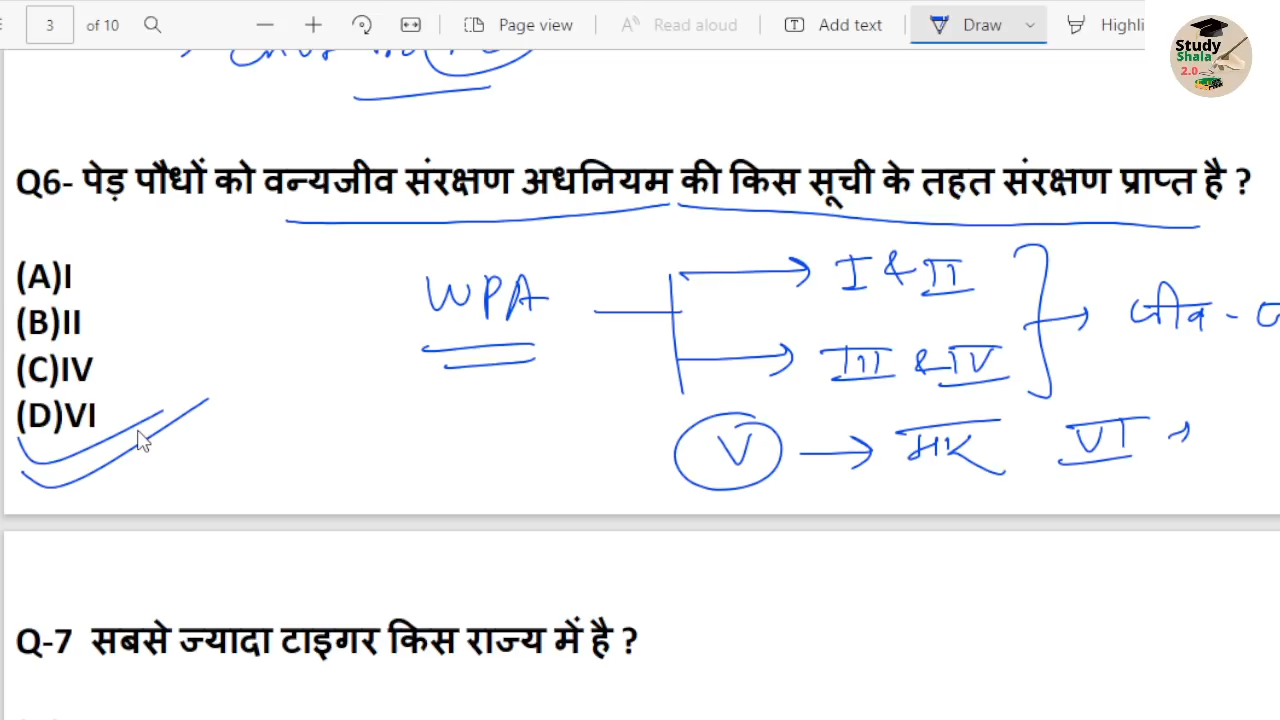 3 of 10 Page view Read aloud Add text Draw
Study
Shala
2.0
Q6- पेड़ पौधों को वन्यजीव संरक्षण अधनियम की किस सूची के तहत संरक्षण प्राप्त है ?
(A)I
(B)II
(C)IV
(D)VI
WPA
I & II
III & IV
V
VI
Q-7 सबसे ज्यादा टाइगर किस राज्य में है ?